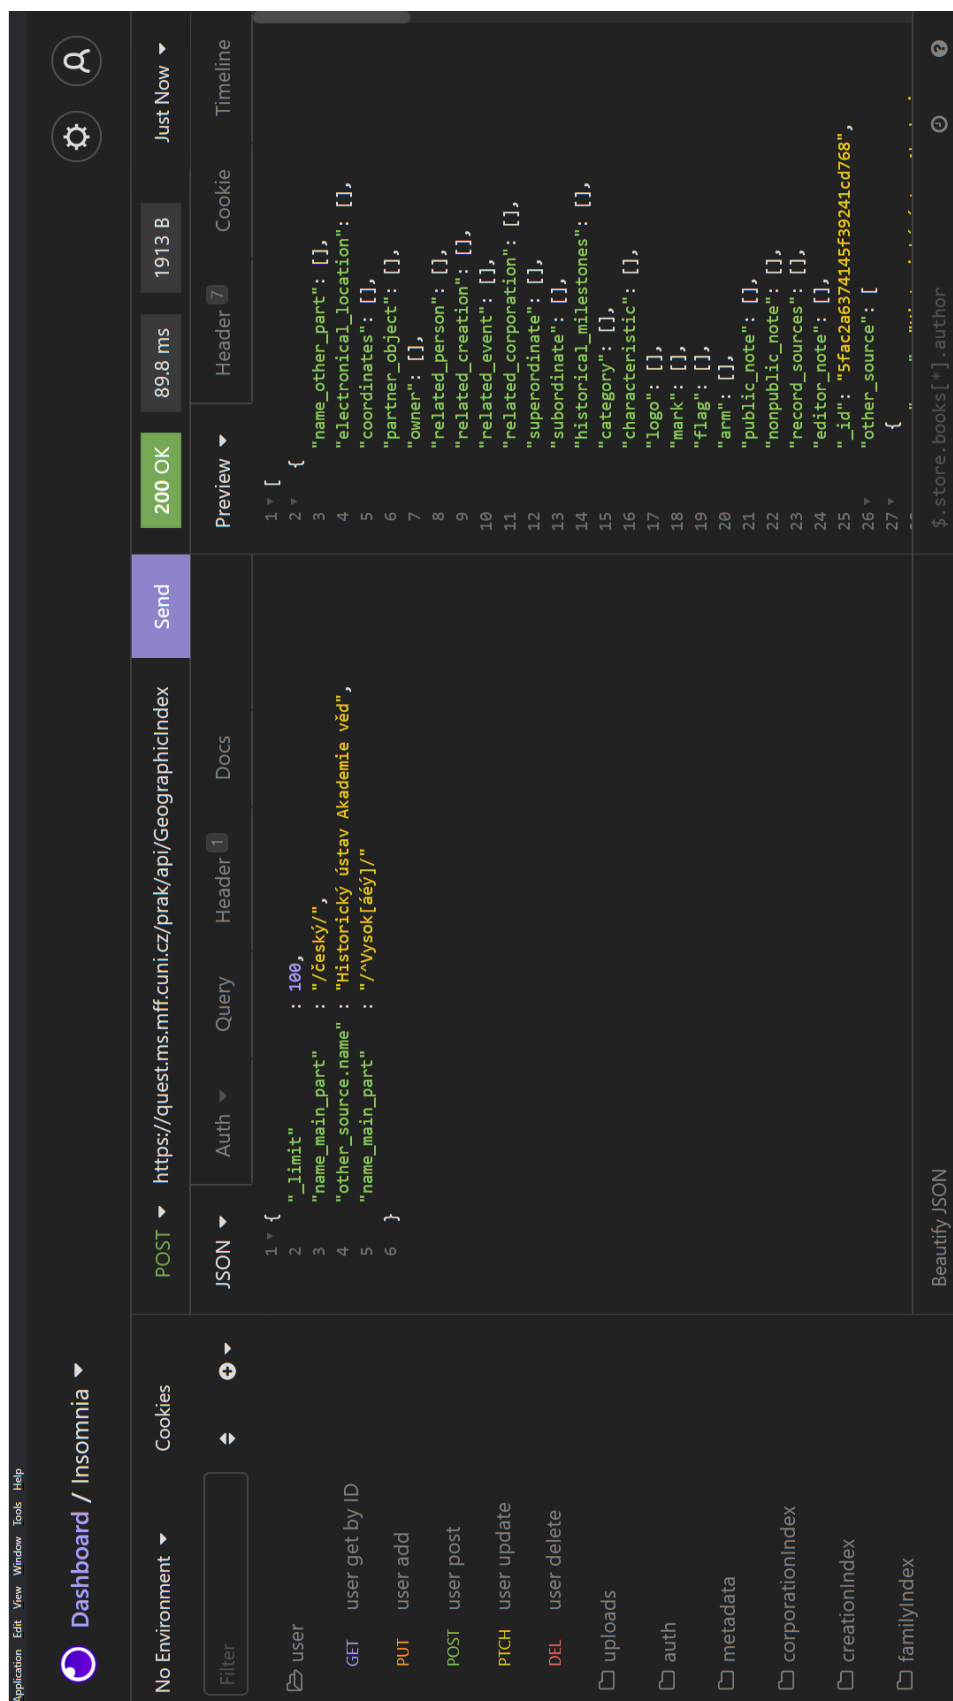 Application Edit View Window Tools Help
Dashboard / Insomnia
No Environment
Cookies
Filter
user
GET user get by ID
PUT user add
POST user post
PTCH user update
DEL user delete
uploads
auth
metadata
corporationIndex
creationIndex
familyIndex
POST https://quest.ms.mff.cuni.cz/prak/api/GeographicIndex
Send
JSON
Auth
Query
Header 1
Docs
1 {
2 "_limit" : 100,
3 "name_main_part" : "/český/",
4 "other_source.name" : "Historický ústav Akademie věd",
5 "name_main_part" : "/^Vysok[áéý]/"
6 }
Beautify JSON
200 OK
89.8 ms
1913 B
Just Now
Preview
Header 7
Cookie
Timeline
1 [
2 {
3 "name_other_part": [],
4 "electronical_location": [],
5 "coordinates": [],
6 "partner_object": [],
7 "owner": [],
8 "related_person": [],
9 "related_creation": [],
10 "related_event": [],
11 "related_corporation": [],
12 "superordinate": [],
13 "subordinate": [],
14 "historical_milestones": [],
15 "category": [],
16 "characteristic": [],
17 "logo": [],
18 "mark": [],
19 "flag": [],
20 "arm": [],
21 "public_note": [],
22 "nonpublic_note": [],
23 "record_sources": [],
24 "editor_note": [],
25 "_id": "5fac2a6374145f39241cd768",
26 "other_source": [
27 {
$.store.books[*].author